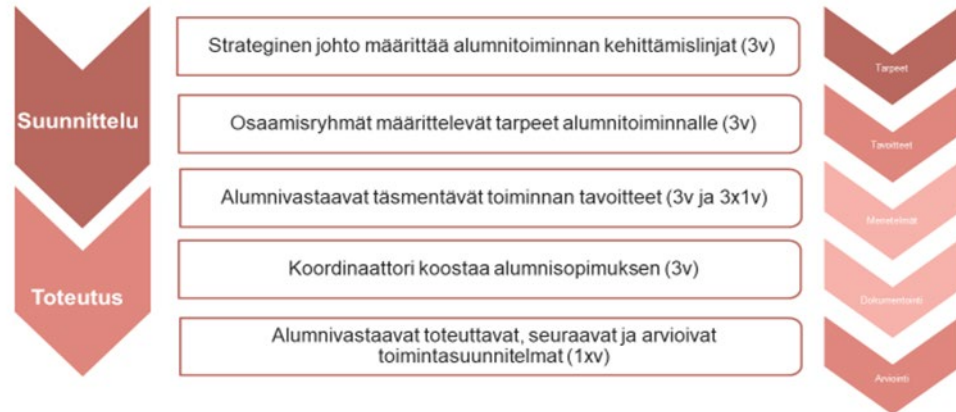 Suunnittelu
Toteutus
Strateginen johto määrittää alumnitoiminnan kehittämislinjat (3v)
Osaamisryhmät määrittelevät tarpeet alumnitoiminnalle (3v)
Alumnivastaavat täsmentävät toiminnan tavoitteet (3v ja 3x1v)
Koordinaattori koostaa alumnisopimuksen (3v)
Alumnivastaavat toteuttavat, seuraavat ja arvioivat
toimintasuunnitelmat (1xv)
Tarpeet
Tavoitteet
Menetelmät
Dokumentointi
Arviointi